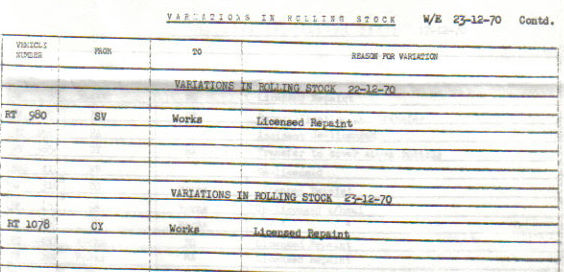 VARIATIONS IN ROLLING STOCK W/E 23-12-70 Contd.
VEHICLE NUMBER FROM TO REASON FOR VARIATION
VARIATIONS IN ROLLING STOCK 22-12-70
RT 980 SV Works Licensed Repaint
VARIATIONS IN ROLLING STOCK 23-12-70
RT 1078 CY Works Licensed Repaint